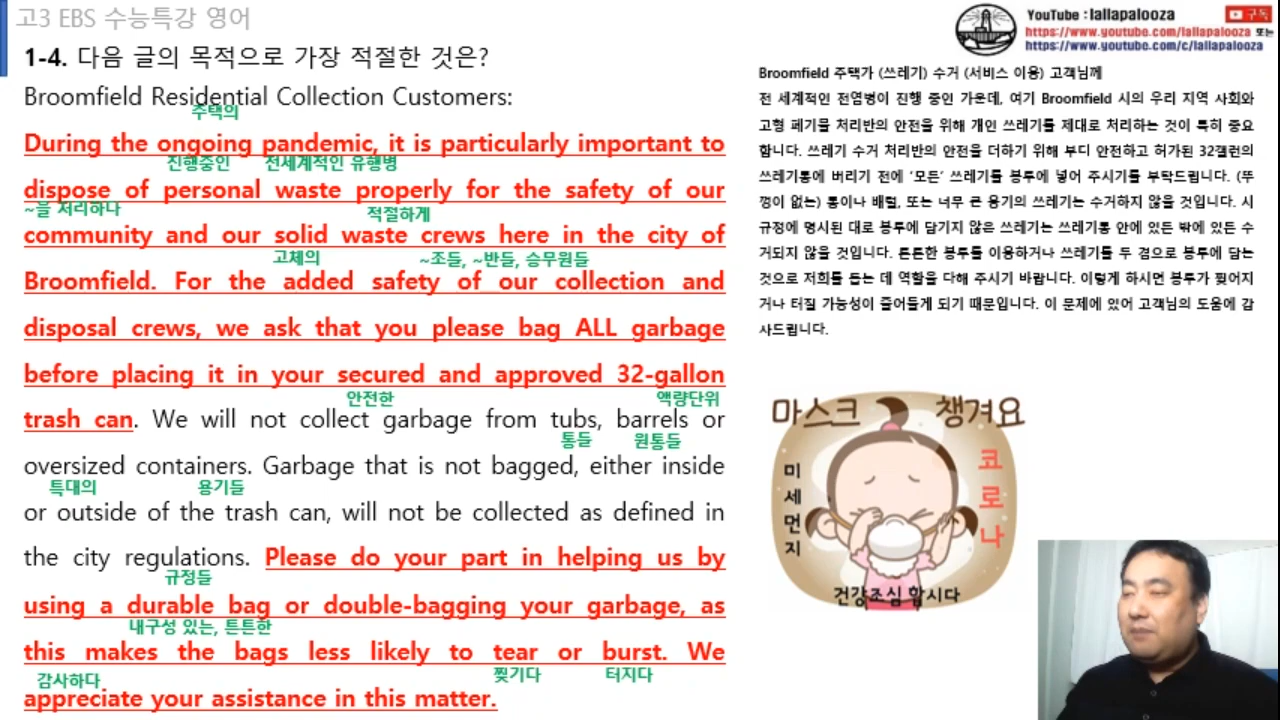 고3 EBS 수능특강 영어
1-4. 다음 글의 목적으로 가장 적절한 것은?
Broomfield Residential Collection Customers:
주택의
During the ongoing pandemic, it is particularly important to
진행중인 전세계적인 유행병
dispose of personal waste properly for the safety of our
~을 처리하다 적절하게
community and our solid waste crews here in the city of
고체의 ~조들, ~반들, 승무원들
Broomfield. For the added safety of our collection and
disposal crews, we ask that you please bag ALL garbage
before placing it in your secured and approved 32-gallon
안전한 액량단위
trash can. We will not collect garbage from tubs, barrels or
통들 원통들
oversized containers. Garbage that is not bagged, either inside
특대의 용기들
or outside of the trash can, will not be collected as defined in
the city regulations. Please do your part in helping us by
규정들
using a durable bag or double-bagging your garbage, as
내구성 있는, 튼튼한
this makes the bags less likely to tear or burst. We
감사하다 찢기다 터지다
appreciate your assistance in this matter.
YouTube : lallapalooza 구독
https://www.youtube.com/lallapalooza 또는
https://www.youtube.com/c/lallapalooza
Broomfield 주택가 (쓰레기) 수거 (서비스 이용) 고객님께
전 세계적인 전염병이 진행 중인 가운데, 여기 Broomfield 시의 우리 지역 사회와
고형 폐기물 처리반의 안전을 위해 개인 쓰레기를 제대로 처리하는 것이 특히 중요
합니다. 쓰레기 수거 처리반의 안전을 더하기 위해 부디 안전하고 허가된 32갤런의
쓰레기통에 버리기 전에 '모든' 쓰레기를 봉투에 넣어 주시기를 부탁드립니다. (뚜
껑이 없는) 통이나 배럴, 또는 너무 큰 용기의 쓰레기는 수거하지 않을 것입니다. 시
규정에 명시된 대로 봉투에 담기지 않은 쓰레기는 쓰레기통 안에 있든 밖에 있든 수
거되지 않을 것입니다. 튼튼한 봉투를 이용하거나 쓰레기를 두 겹으로 봉투에 담는
것으로 저희를 돕는 데 역할을 다해 주시기 바랍니다. 이렇게 하시면 봉투가 찢어지
거나 터질 가능성이 줄어들게 되기 때문입니다. 이 문제에 있어 고객님의 도움에 감
사드립니다.
마스크 챙겨요
미세먼지
코로나
건강조심 합시다